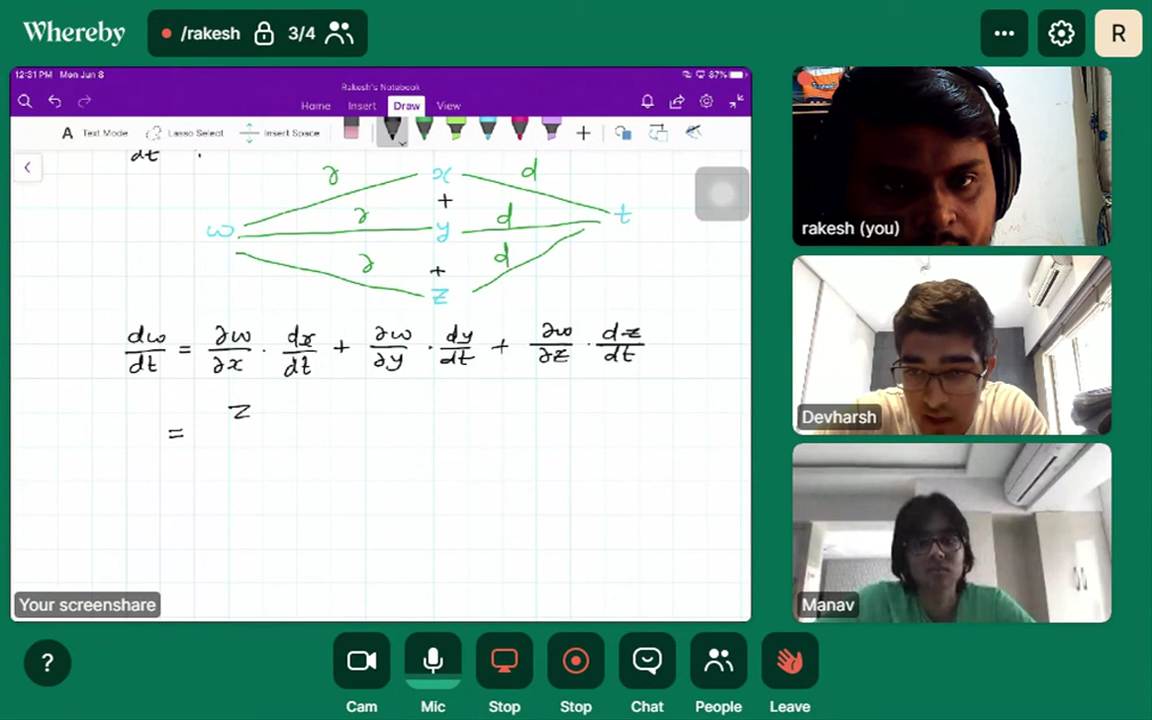 Whereby
/rakesh 3/4
R
12:31 PM Mon Jun 8
87%
Rakesh's Notebook
Home Insert Draw View
A Text Mode Lasso Select Insert Space
dt
∂ x d
+
w ∂ y d t
∂ + d
z
dw/dt = ∂w/∂x · dx/dt + ∂w/∂y · dy/dt + ∂w/∂z · dz/dt
z
=
Your screenshare
rakesh (you)
Devharsh
Manav
?
Cam Mic Stop Stop Chat People Leave